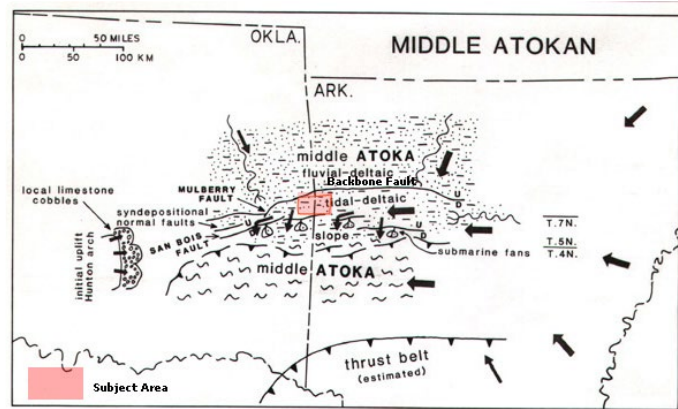 0 50 MILES
0 100 KM
OKLA.
MIDDLE ATOKAN
ARK.
middle ATOKA
fluvial-deltaic
Backbone Fault
MULBERRY
FAULT
tidal-deltaic
U
D
local limestone
cobbles
syndepositional
normal faults
U
D
slope
U
D
T.7N.
SAN BOIS
FAULT
submarine fans
T.5N.
T.4N.
initial uplift
Hunton arch
middle ATOKA
thrust belt
(estimated)
Subject Area